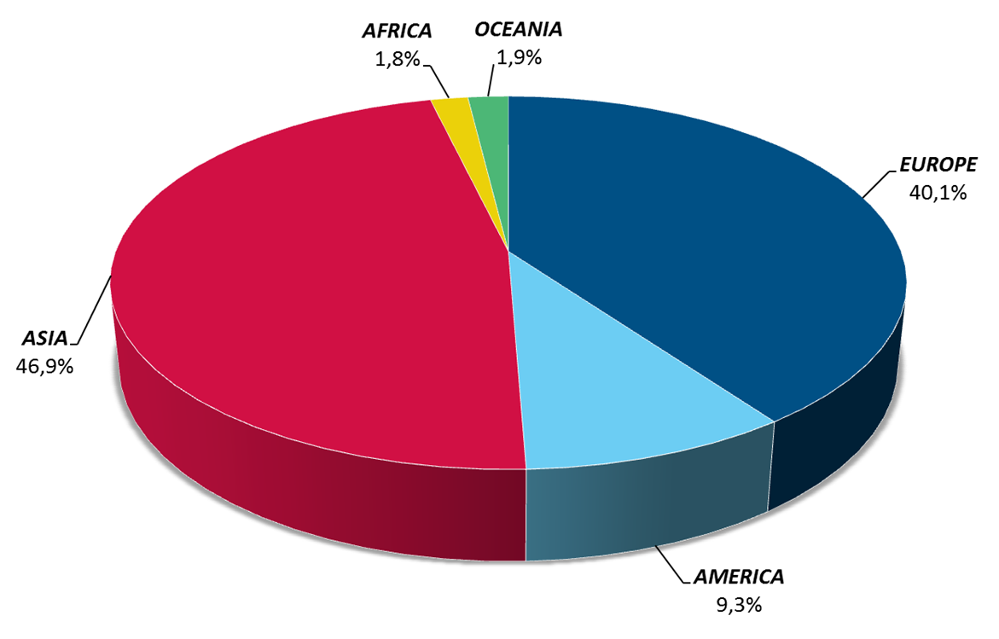 AFRICA
1,8%
OCEANIA
1,9%
EUROPE
40,1%
ASIA
46,9%
AMERICA
9,3%